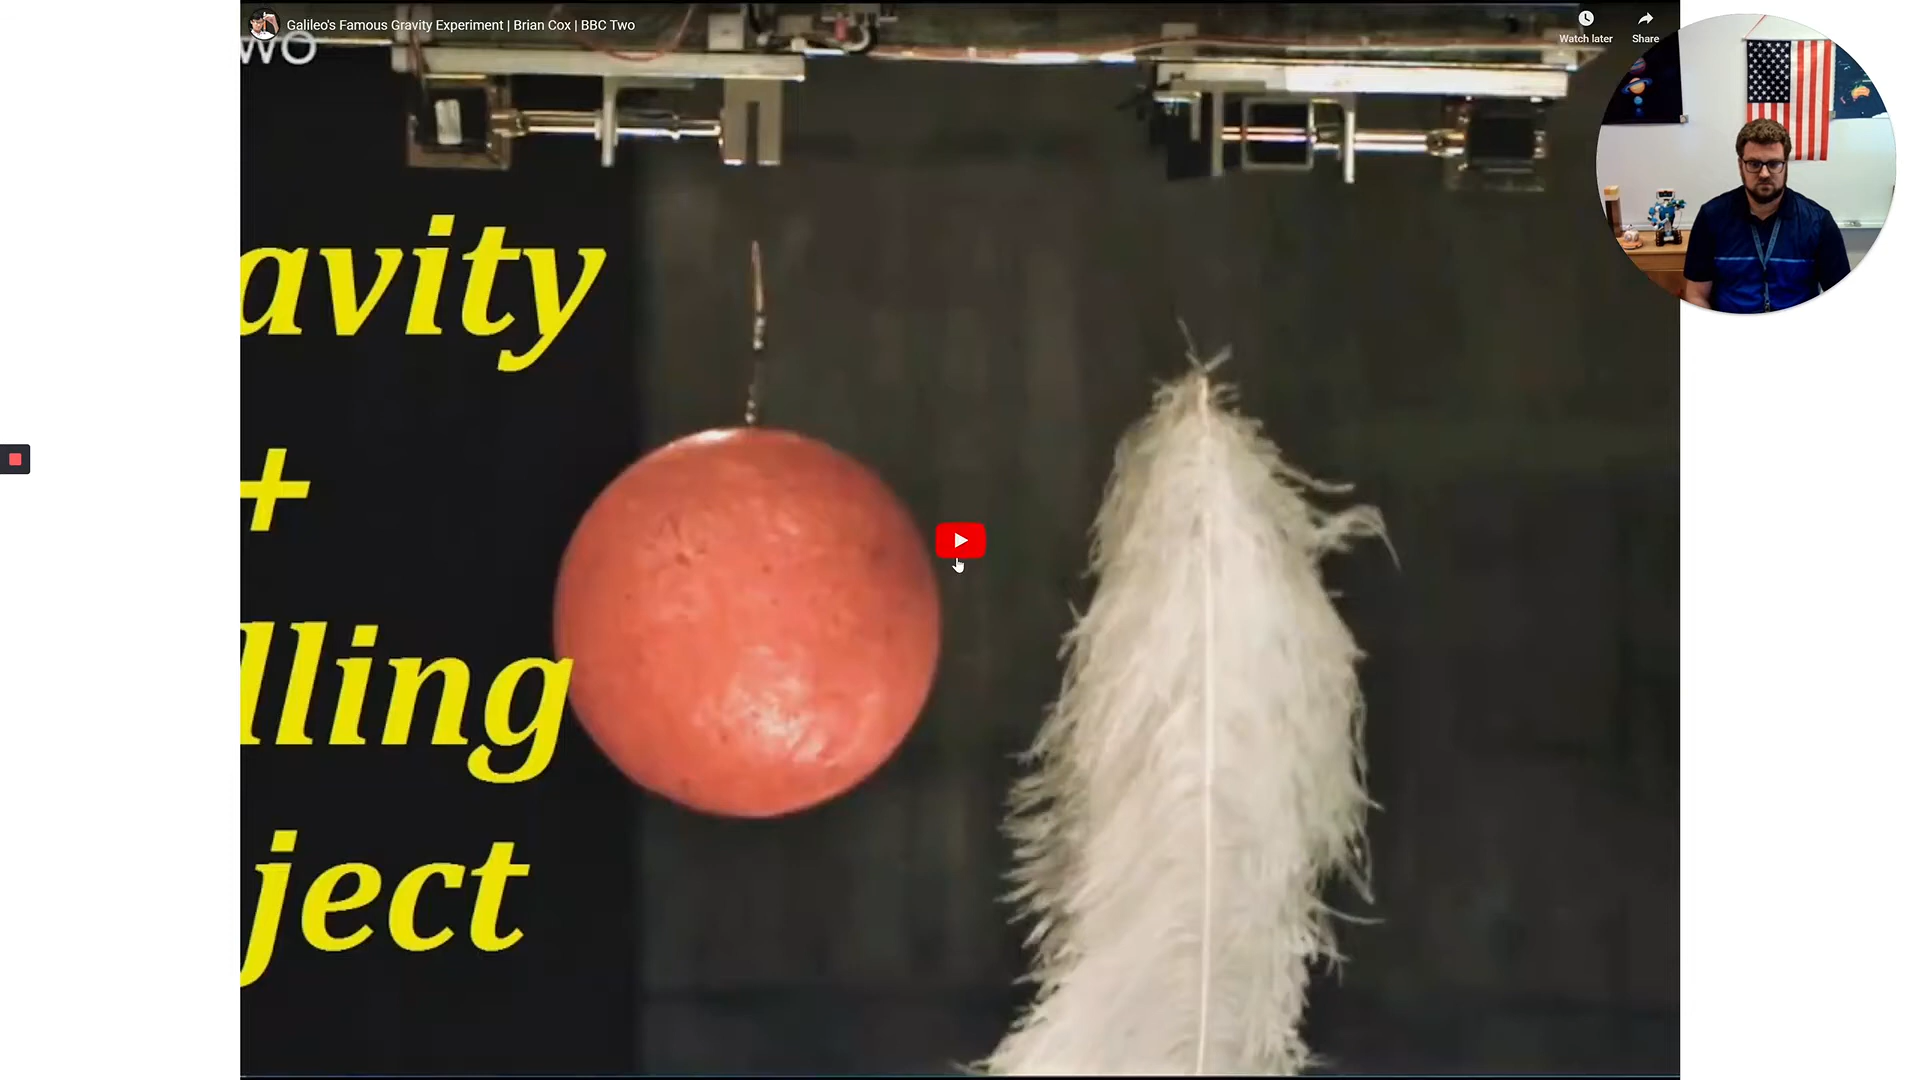 Galileo's Famous Gravity Experiment | Brian Cox | BBC Two
Watch later
Share
wo
avity
+
lling
ject